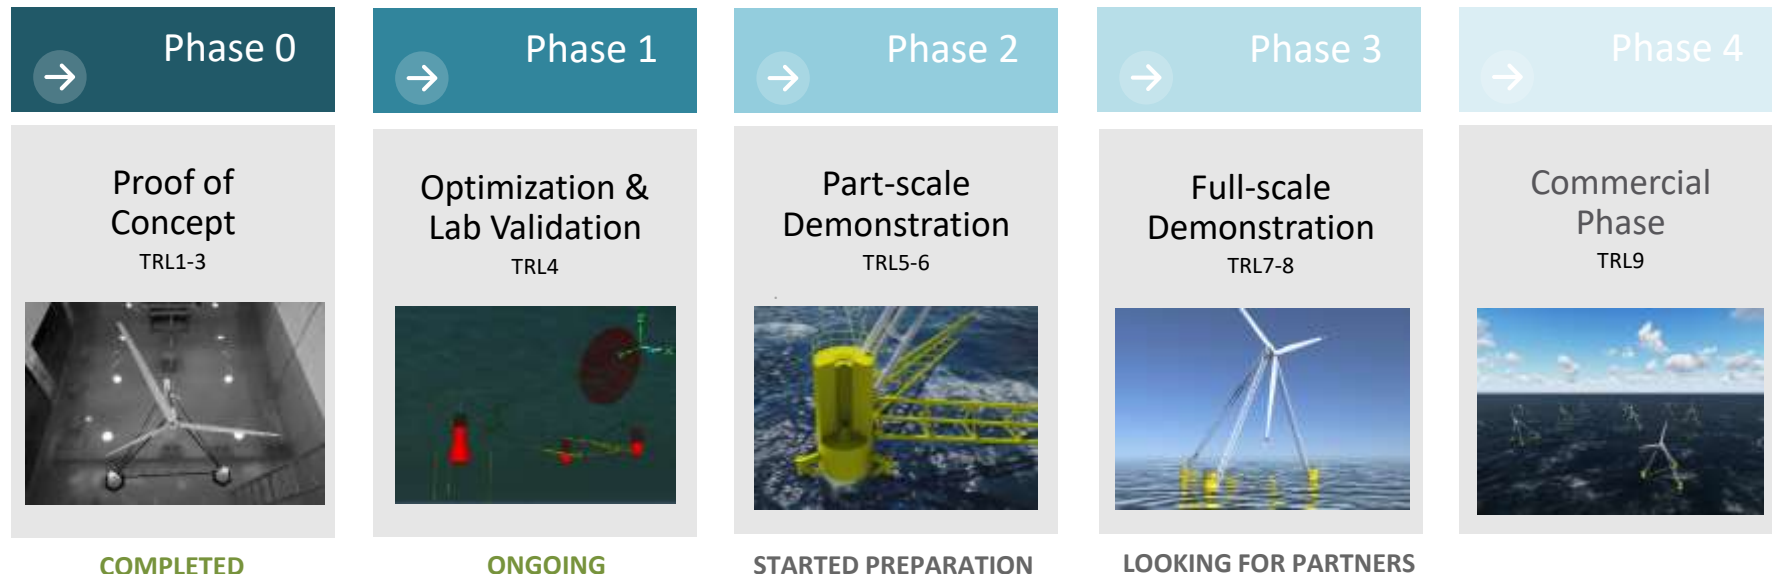 Phase 0
Phase 1
Phase 2
Phase 3
Phase 4
Proof of
Concept
TRL1-3
Optimization &
Lab Validation
TRL4
Part-scale
Demonstration
TRL5-6
Full-scale
Demonstration
TRL7-8
Commercial
Phase
TRL9
COMPLETED
ONGOING
STARTED PREPARATION
LOOKING FOR PARTNERS